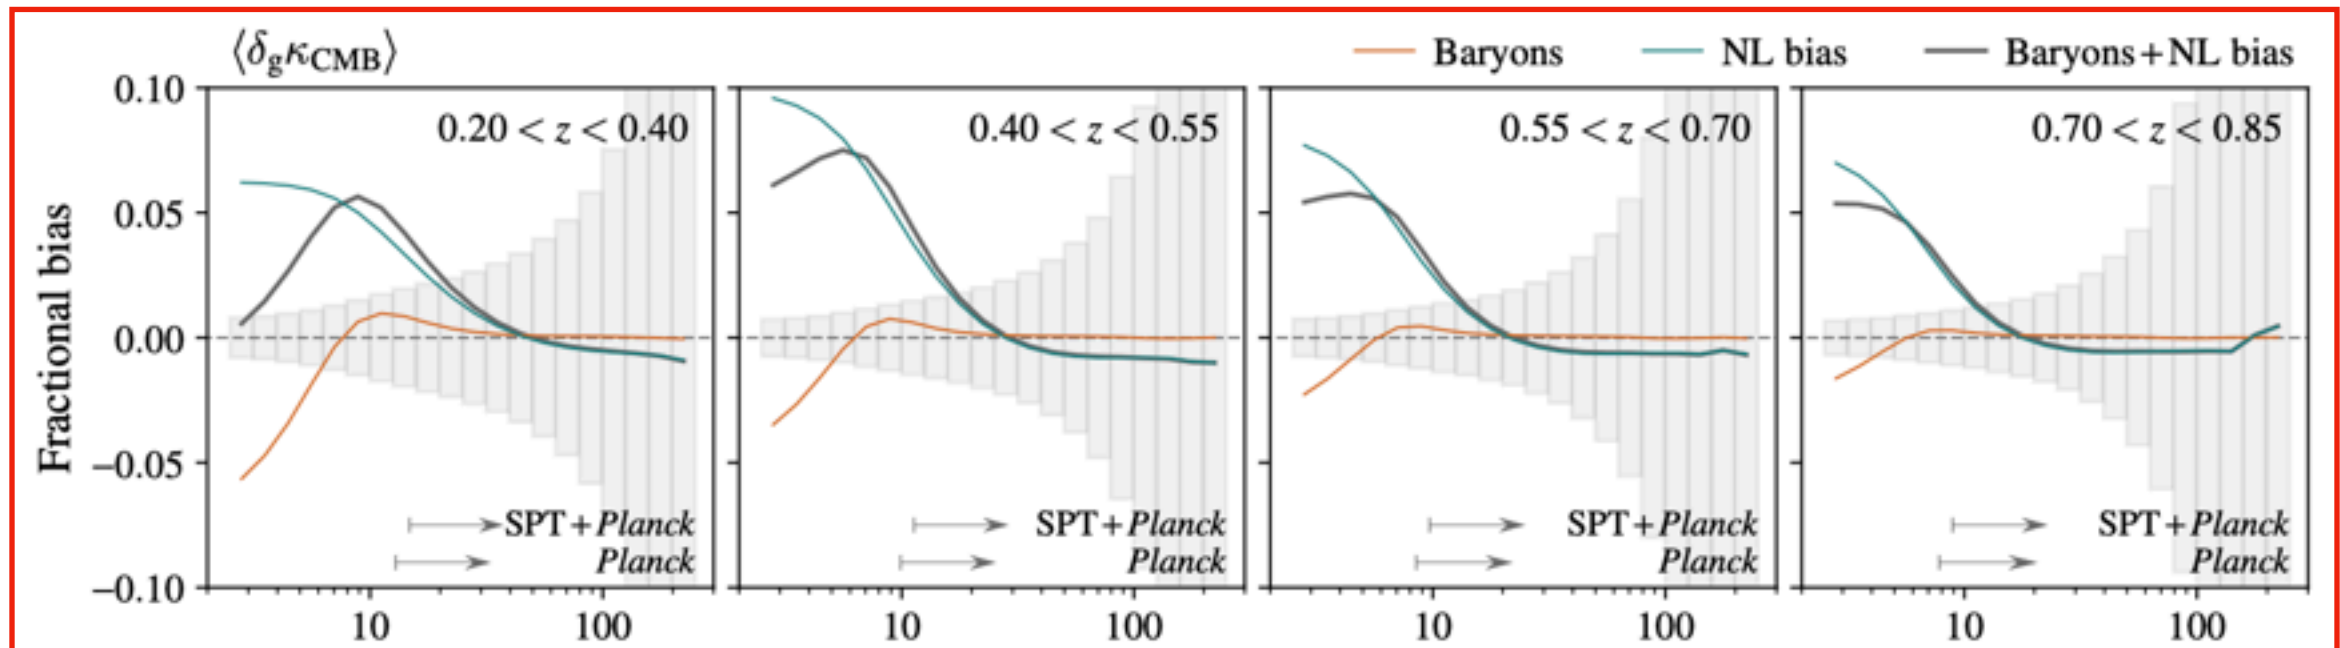 ⟨δgκCMB⟩ Baryons NL bias Baryons+NL bias
0.20 < z < 0.40 0.40 < z < 0.55 0.55 < z < 0.70 0.70 < z < 0.85
Fractional bias
0.10
0.05
0.00
−0.05
−0.10
SPT+Planck SPT+Planck SPT+Planck SPT+Planck
Planck Planck Planck Planck
10 100 10 100 10 100 10 100